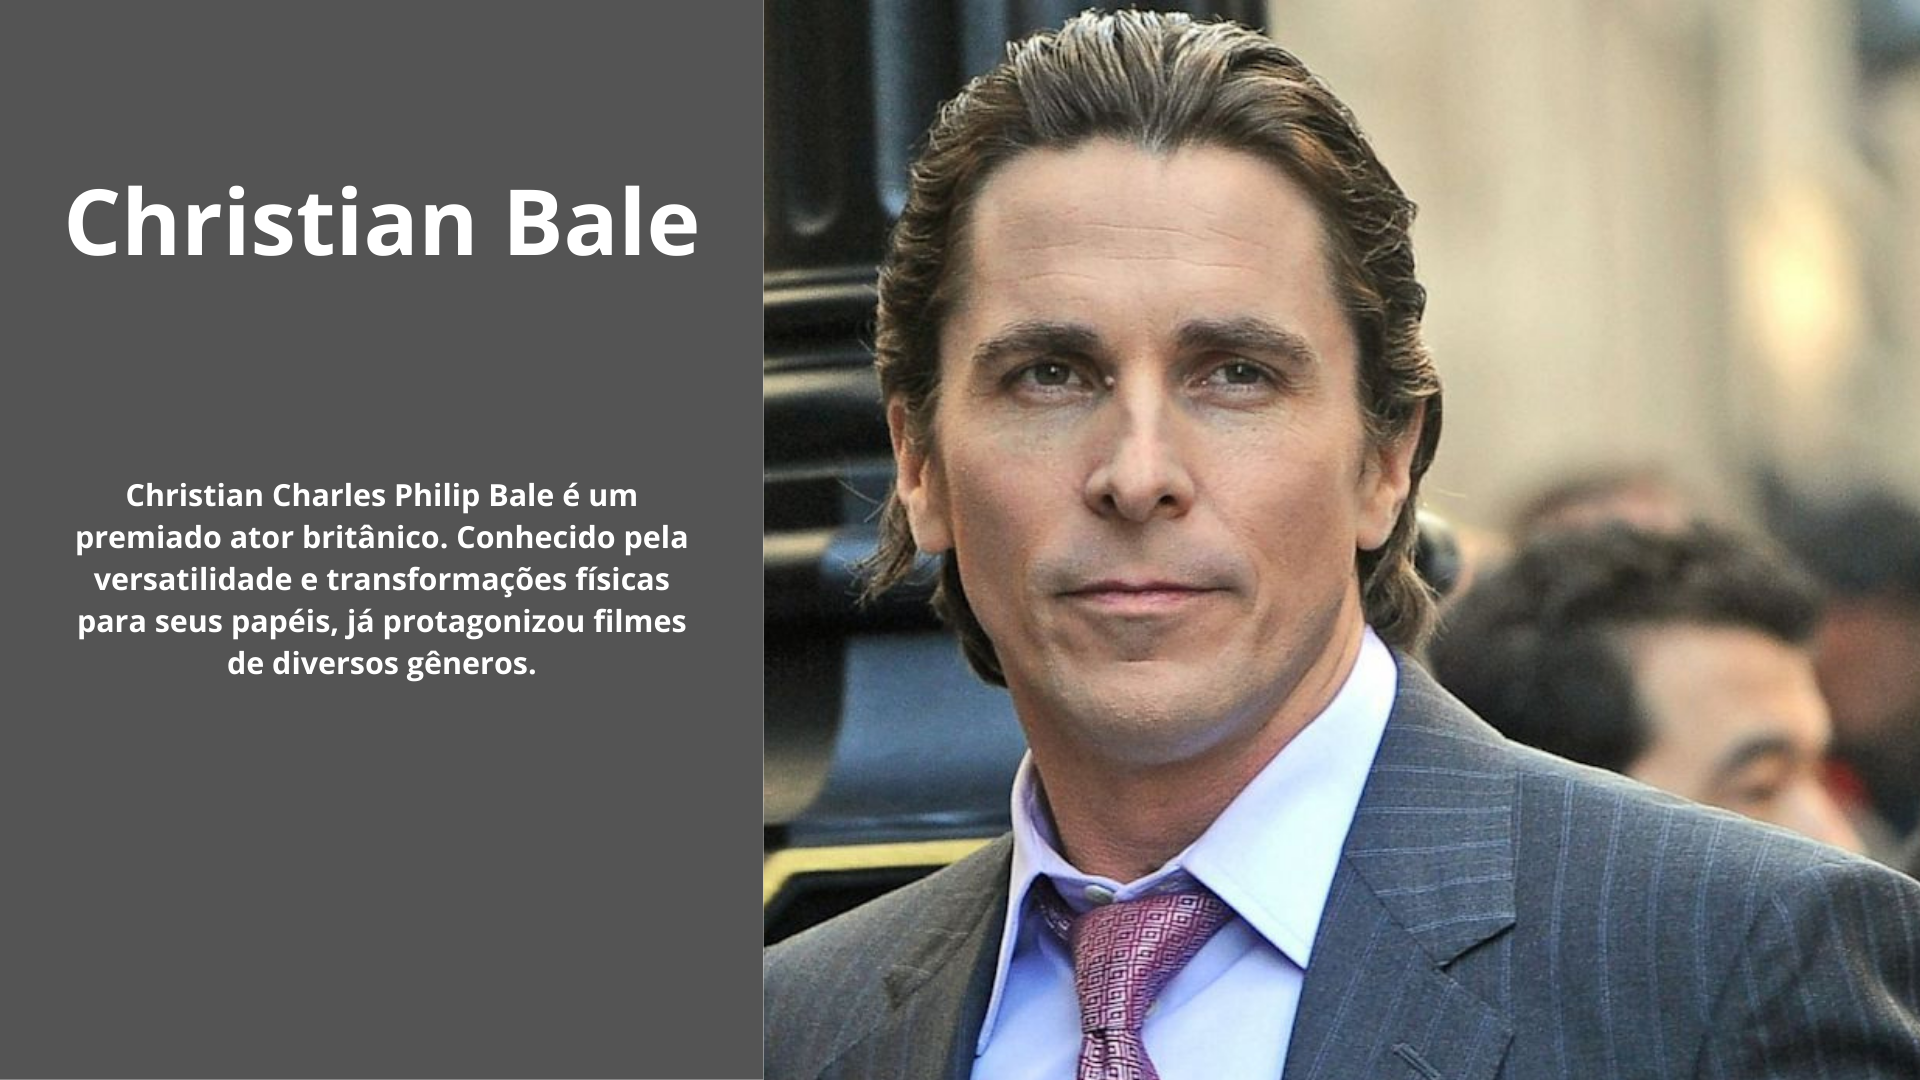 Christian Bale
Christian Charles Philip Bale é um
premiado ator britânico. Conhecido pela
versatilidade e transformações físicas
para seus papéis, já protagonizou filmes
de diversos gêneros.